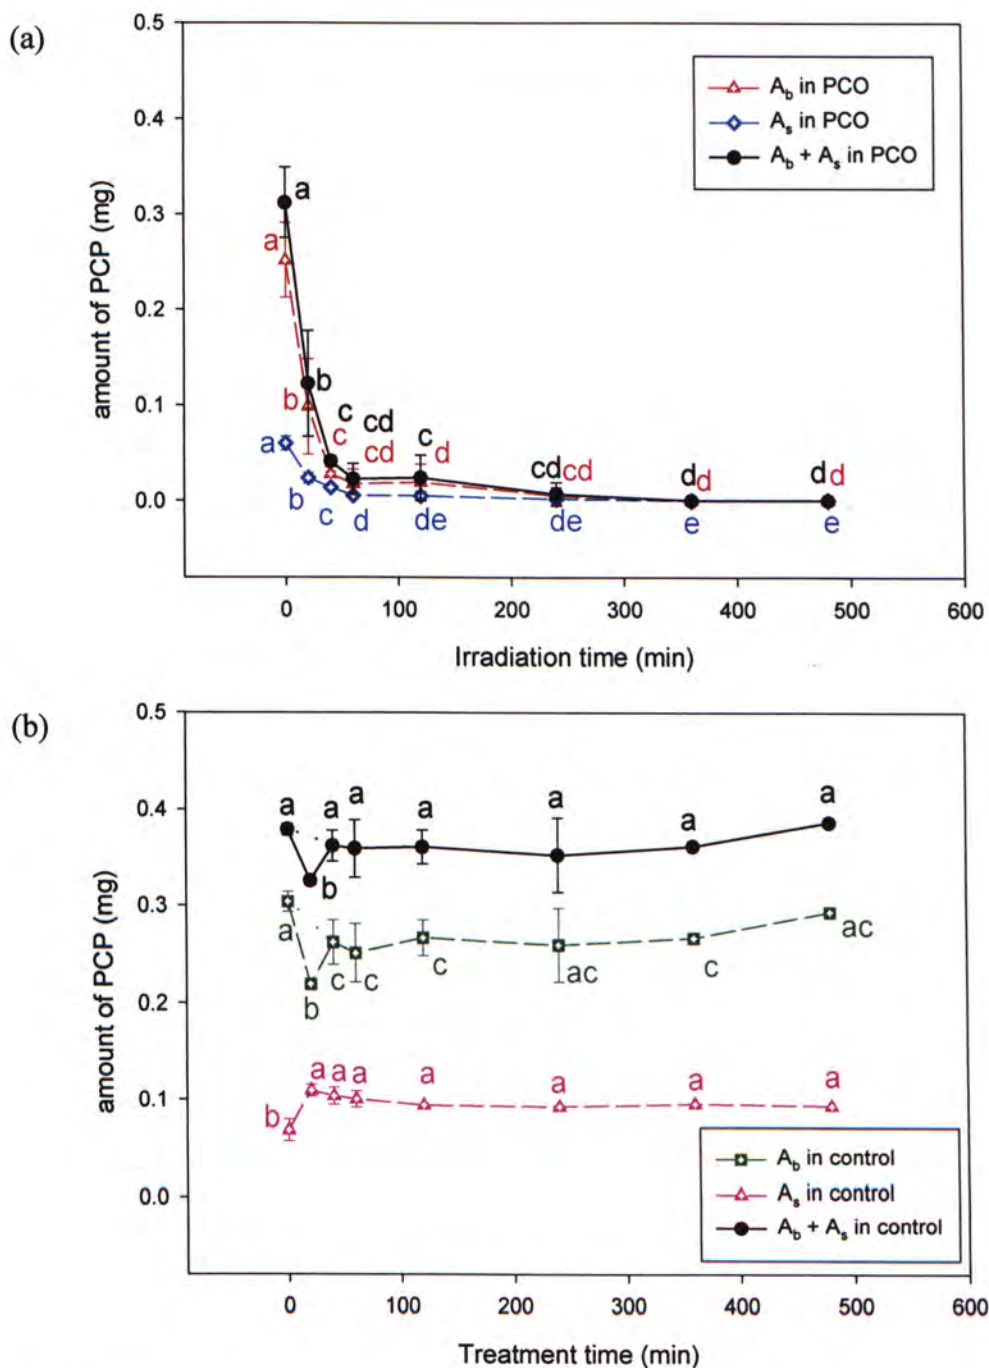 (a)
0.5
0.4
0.3
0.2
0.1
0.0
amount of PCP (mg)
A_b in PCO
A_s in PCO
A_b + A_s in PCO
a
a
a
b
b
b
c
c
c
cd
cd
d
c
d
de
cd
cd
de
d
d
e
d
d
e
0
100
200
300
400
500
600
Irradiation time (min)
(b)
0.5
0.4
0.3
0.2
0.1
0.0
amount of PCP (mg)
a
a
a
a
a
a
a
b
a
b
c
c
c
ac
c
ac
b
a
a
a
a
a
a
a
A_b in control
A_s in control
A_b + A_s in control
0
100
200
300
400
500
600
Treatment time (min)